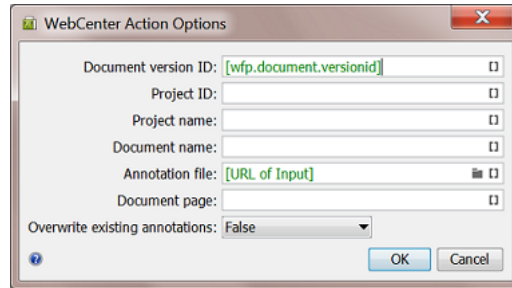 WebCenter Action Options
Document version ID: [wfp.document.versionid]
Project ID:
Project name:
Document name:
Annotation file: [URL of Input]
Document page:
Overwrite existing annotations: False
OK Cancel